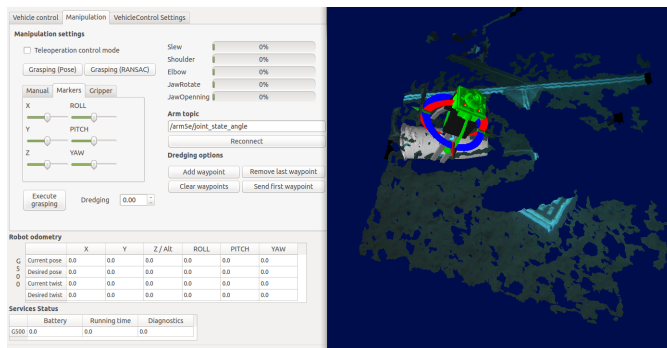 Vehicle control Manipulation VehicleControl Settings
Manipulation settings
Teleoperation control mode
Grasping (Pose) Grasping (RANSAC)
Manual Markers Gripper
X ROLL
Y PITCH
Z YAW
Execute grasping Dredging 0.00
Slew 0%
Shoulder 0%
Elbow 0%
JawRotate 0%
JawOpenning 0%
Arm topic
/arm5e/joint_state_angle
Reconnect
Dredging options
Add waypoint Remove last waypoint
Clear waypoints Send first waypoint
Robot odometry
X Y Z / Alt ROLL PITCH YAW
G500
Current pose 0.0 0.0 0.0 0.0 0.0 0.0
Desired pose 0.0 0.0 0.0 0.0 0.0 0.0
Current twist 0.0 0.0 0.0 0.0 0.0 0.0
Desired twist 0.0 0.0 0.0 0.0 0.0 0.0
Services Status
Battery Running time Diagnostics
G500 0.0 0.0 0.0